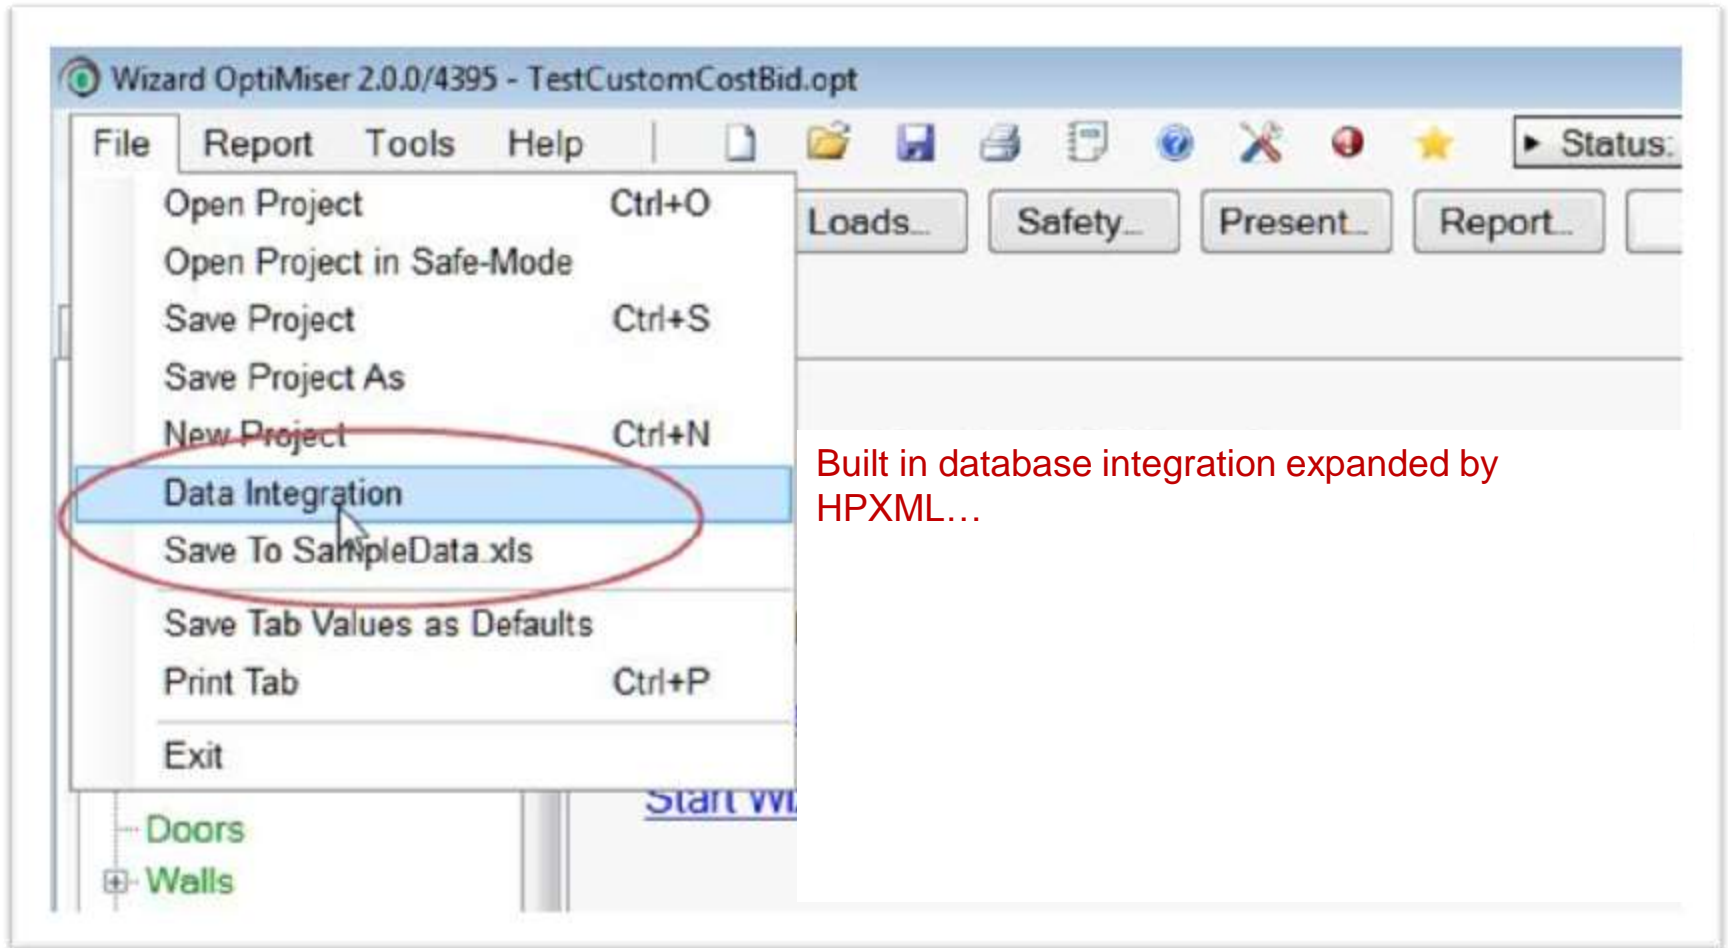 Wizard OptiMiser 2.0.0/4395 - TestCustomCostBid.opt
File Report Tools Help Status:
Open Project Ctrl+O
Loads... Safety... Present... Report...
Open Project in Safe-Mode
Save Project Ctrl+S
Save Project As
New Project Ctrl+N
Data Integration
Save To SampleData.xls
Save Tab Values as Defaults
Print Tab Ctrl+P
Exit
Built in database integration expanded by
HPXML…
Start
Doors
Walls